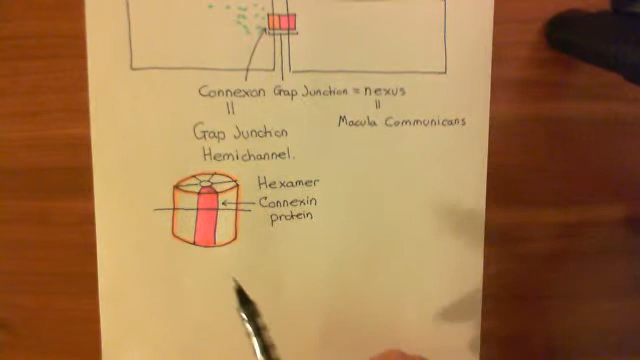 Connexon Gap Junction = nexus
=
=
Gap Junction
Macula Communicans
Hemichannel.
Hexamer
Connexin
protein